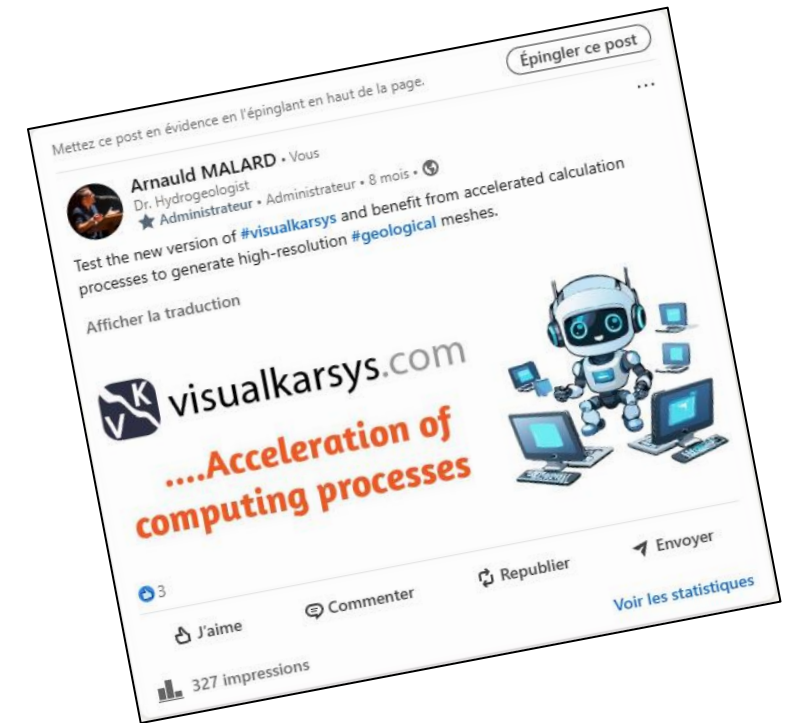 Épingler ce post
Mettez ce post en évidence en l'épinglant en haut de la page.
Arnauld MALARD • Vous
Dr. Hydrogeologist
Administrateur • Administrateur • 8 mois •
Test the new version of #visualkarsys and benefit from accelerated calculation
processes to generate high-resolution #geological meshes.
Afficher la traduction
VK visualkarsys.com
....Acceleration of
computing processes
3
J'aime
Commenter
Republier
Envoyer
327 impressions
Voir les statistiques